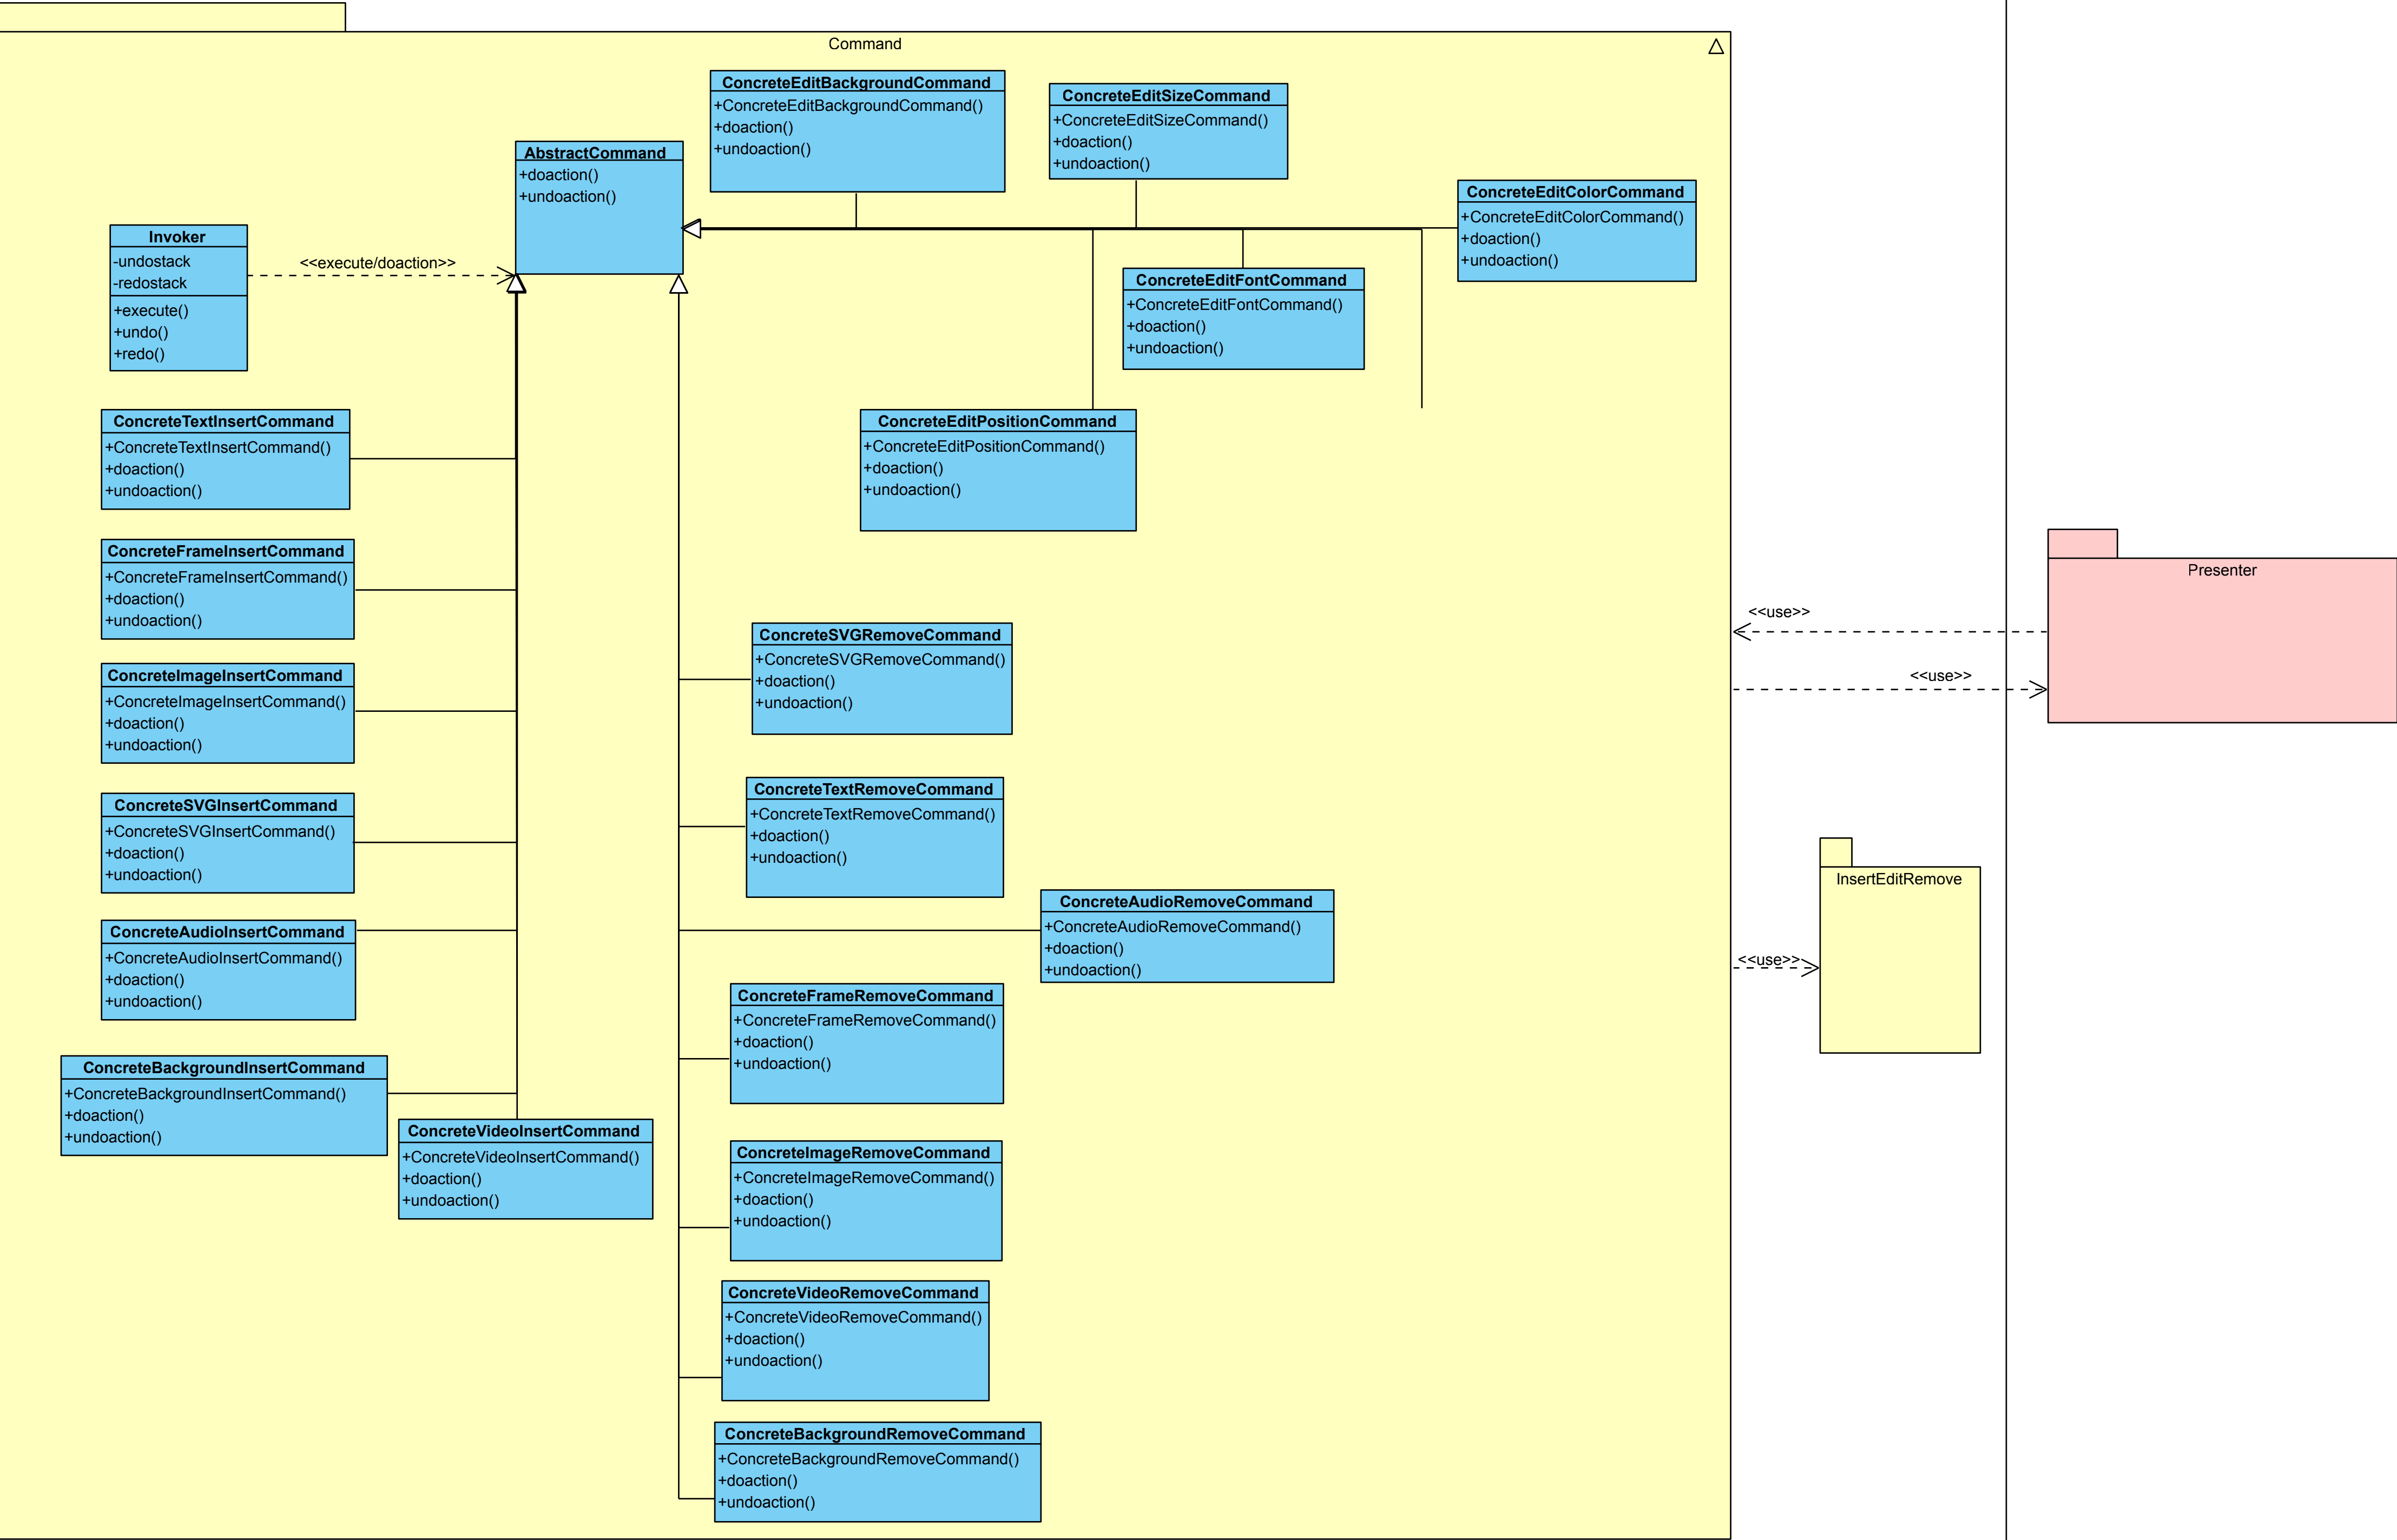 Command
ConcreteEditBackgroundCommand
+ConcreteEditBackgroundCommand()
+doaction()
+undoaction()
ConcreteEditSizeCommand
+ConcreteEditSizeCommand()
+doaction()
+undoaction()
AbstractCommand
+doaction()
+undoaction()
ConcreteEditColorCommand
+ConcreteEditColorCommand()
+doaction()
+undoaction()
Invoker
-undostack
-redostack
+execute()
+undo()
+redo()
<<execute/doaction>>
ConcreteEditFontCommand
+ConcreteEditFontCommand()
+doaction()
+undoaction()
ConcreteTextInsertCommand
+ConcreteTextInsertCommand()
+doaction()
+undoaction()
ConcreteEditPositionCommand
+ConcreteEditPositionCommand()
+doaction()
+undoaction()
ConcreteFrameInsertCommand
+ConcreteFrameInsertCommand()
+doaction()
+undoaction()
Presenter
<<use>>
<<use>>
ConcreteSVGRemoveCommand
+ConcreteSVGRemoveCommand()
+doaction()
+undoaction()
ConcreteImageInsertCommand
+ConcreteImageInsertCommand()
+doaction()
+undoaction()
ConcreteTextRemoveCommand
+ConcreteTextRemoveCommand()
+doaction()
+undoaction()
ConcreteSVGInsertCommand
+ConcreteSVGInsertCommand()
+doaction()
+undoaction()
InsertEditRemove
<<use>>
ConcreteAudioRemoveCommand
+ConcreteAudioRemoveCommand()
+doaction()
+undoaction()
ConcreteAudioInsertCommand
+ConcreteAudioInsertCommand()
+doaction()
+undoaction()
ConcreteFrameRemoveCommand
+ConcreteFrameRemoveCommand()
+doaction()
+undoaction()
ConcreteBackgroundInsertCommand
+ConcreteBackgroundInsertCommand()
+doaction()
+undoaction()
ConcreteVideoInsertCommand
+ConcreteVideoInsertCommand()
+doaction()
+undoaction()
ConcreteImageRemoveCommand
+ConcreteImageRemoveCommand()
+doaction()
+undoaction()
ConcreteVideoRemoveCommand
+ConcreteVideoRemoveCommand()
+doaction()
+undoaction()
ConcreteBackgroundRemoveCommand
+ConcreteBackgroundRemoveCommand()
+doaction()
+undoaction()